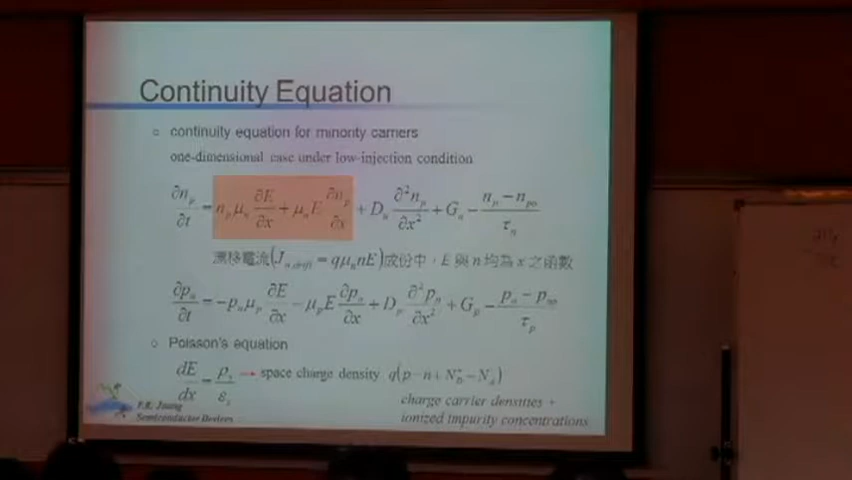 Continuity Equation
continuity equation for minority carriers
one-dimensional case under low-injection condition
∂n_p/∂t = n_p μ_n ∂E/∂x + μ_n E ∂n_p/∂x + D_n ∂²n_p/∂x² + G_n − (n_p − n_po)/τ_n
漂移電流(J_n,drift = qμ_n nE)成份中，E 與 n 均為 x 之函數
∂p_n/∂t = −p_n μ_p ∂E/∂x − μ_p E ∂p_n/∂x + D_p ∂²p_n/∂x² + G_p − (p_n − p_no)/τ_p
Poisson's equation
dE/dx = ρ_s/ε_s → space charge density q(p − n + N_D⁺ − N_A⁻)
charge carrier densities +
ionized impurity concentrations
Semiconductor Devices